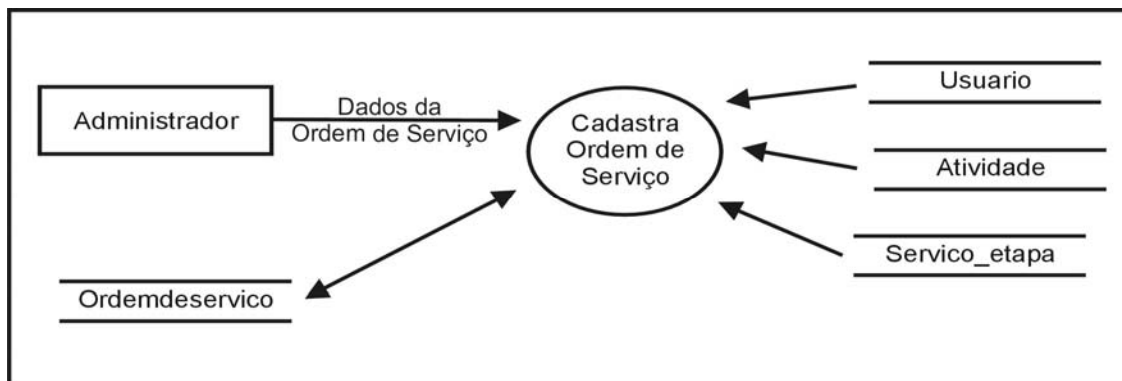 Administrador
Dados da
Ordem de Serviço
Cadastra
Ordem de
Serviço
Usuario
Atividade
Servico_etapa
Ordemdeservico